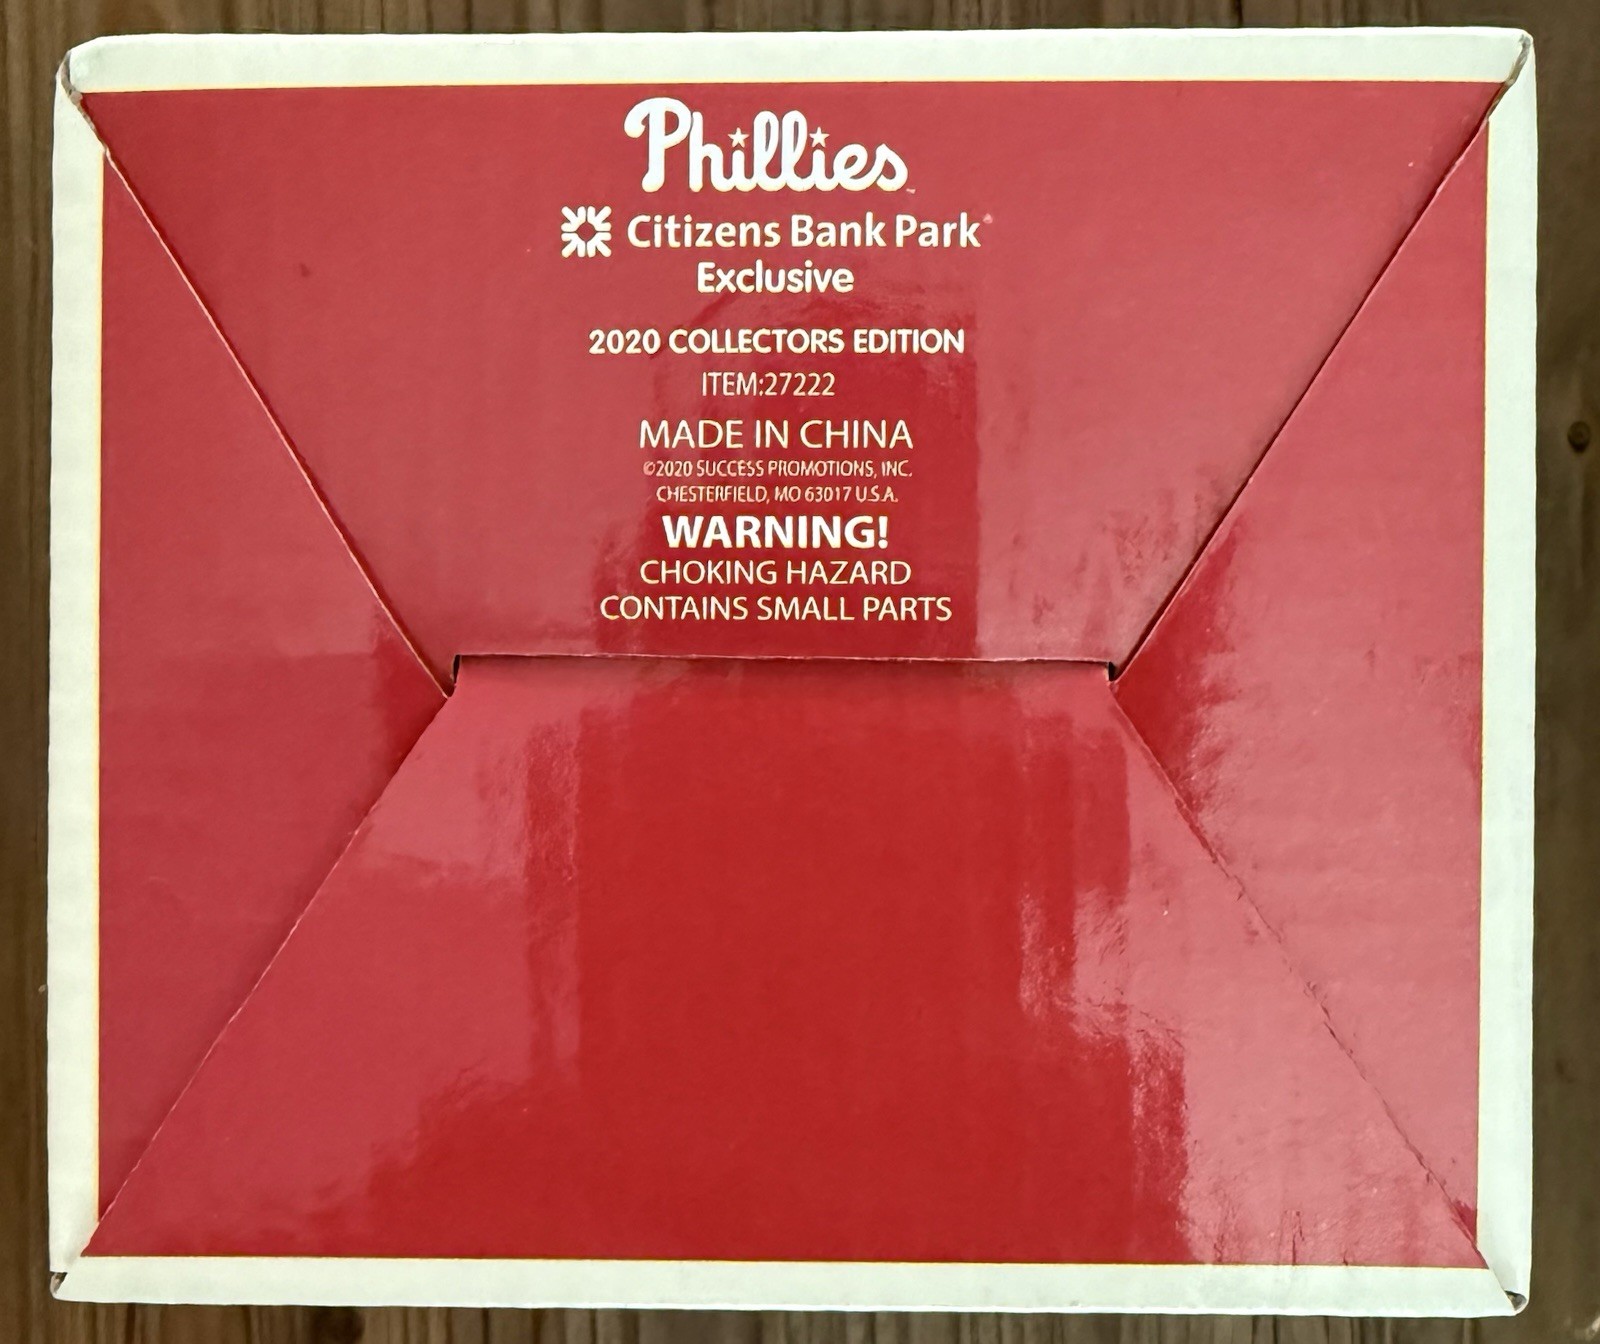 Phillies
Citizens Bank Park
Exclusive
2020 COLLECTORS EDITION
ITEM:27222
MADE IN CHINA
©2020 SUCCESS PROMOTIONS, INC.
CHESTERFIELD, MO 63017 U.S.A.
WARNING!
CHOKING HAZARD
CONTAINS SMALL PARTS